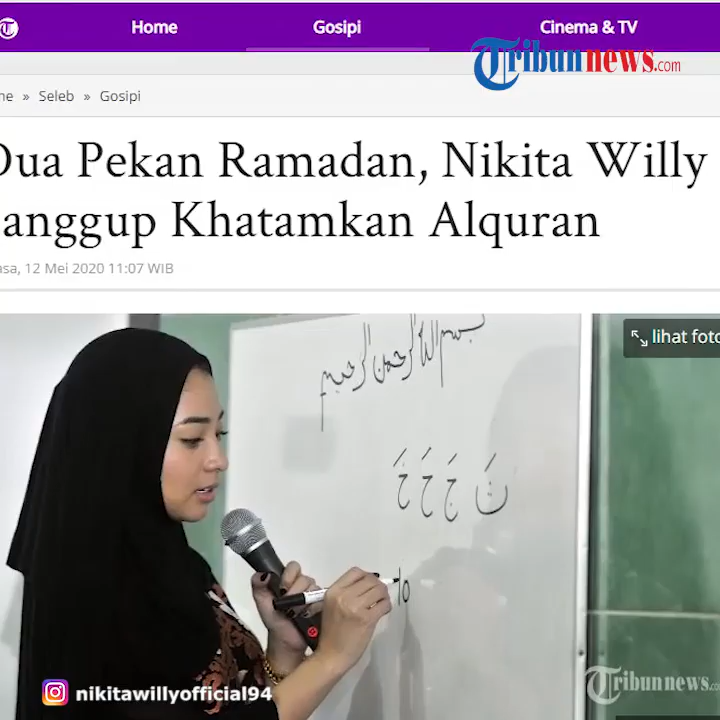 Home Gosipi Cinema & TV
Tribunnews.com
me » Seleb » Gosipi
Dua Pekan Ramadan, Nikita Willy
anggup Khatamkan Alquran
asa, 12 Mei 2020 11:07 WIB
lihat foto
بسم الله الرحمن الرحيم
ثَ جَ حَ خَ
nikitawillyofficial94
Tribunnews.co